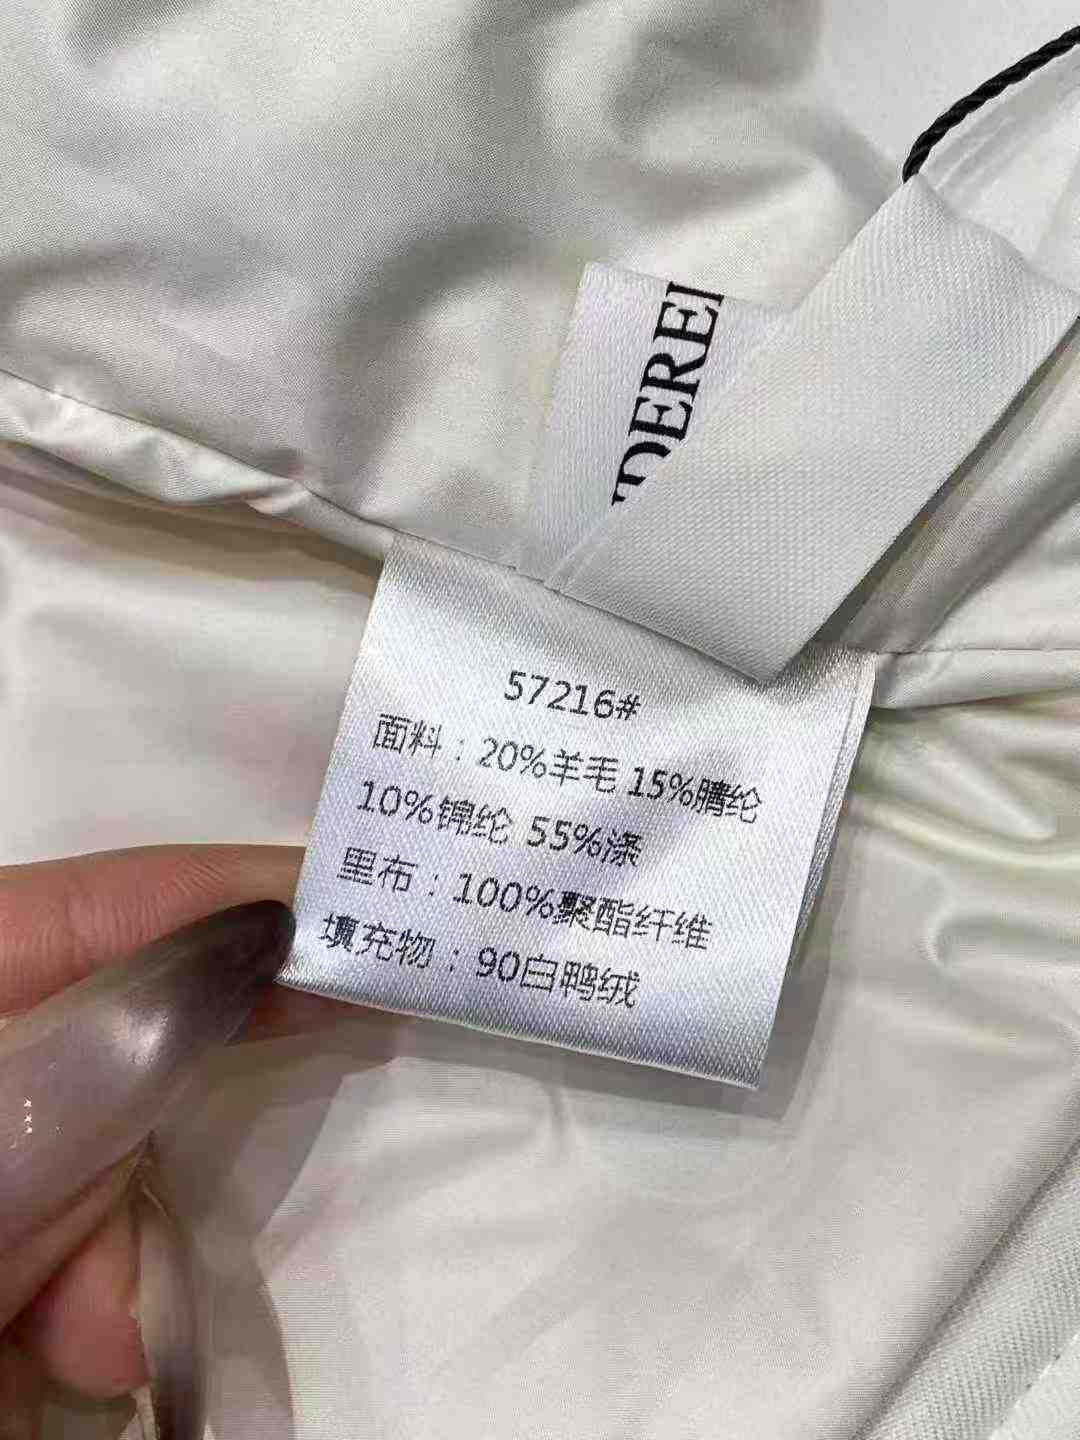 DEREI
57216#
面料：20%羊毛 15%腈纶
10%锦纶 55%涤
里布：100%聚酯纤维
填充物：90白鸭绒